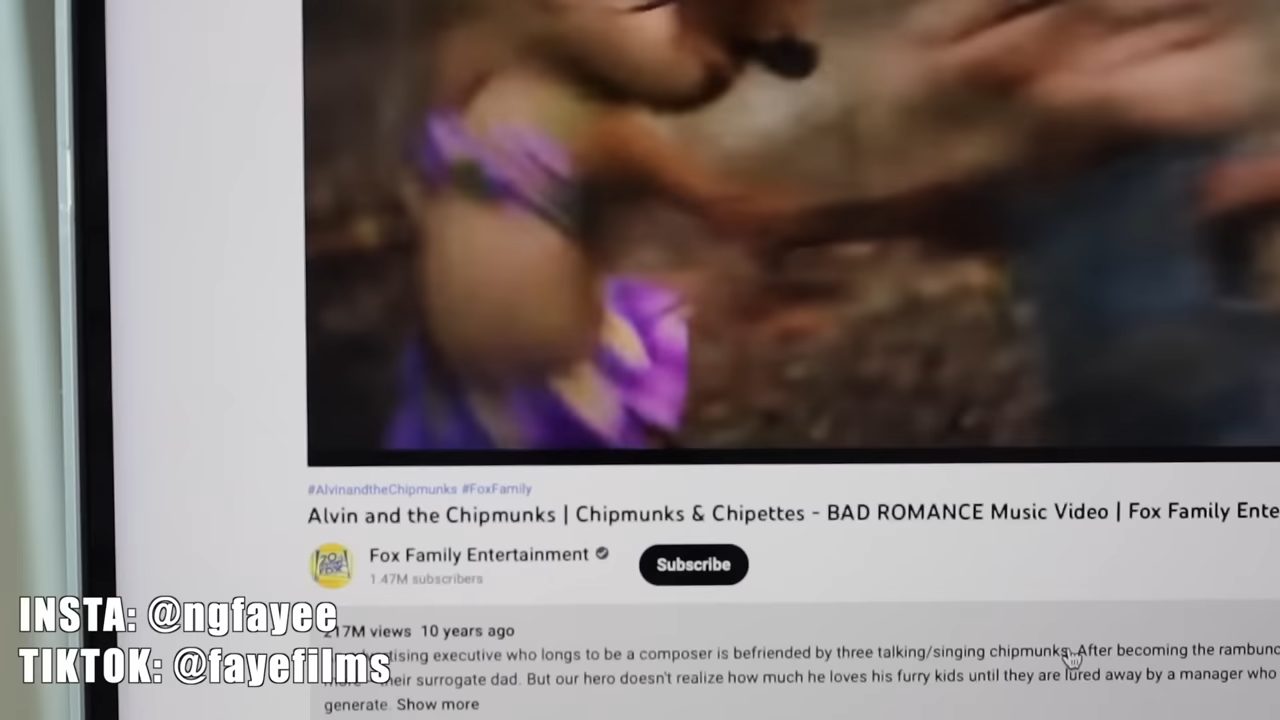 #AlvinandtheChipmunks #FoxFamily
Alvin and the Chipmunks | Chipmunks & Chipettes - BAD ROMANCE Music Video | Fox Family Ente
Fox Family Entertainment
1.47M subscribers
Subscribe
217M views 10 years ago
tising executive who longs to be a composer is befriended by three talking/singing chipmunks. After becoming the rambunc
heir surrogate dad. But our hero doesn't realize how much he loves his furry kids until they are lured away by a manager who
generate. Show more
INSTA: @ngfayee
TIKTOK: @fayefilms